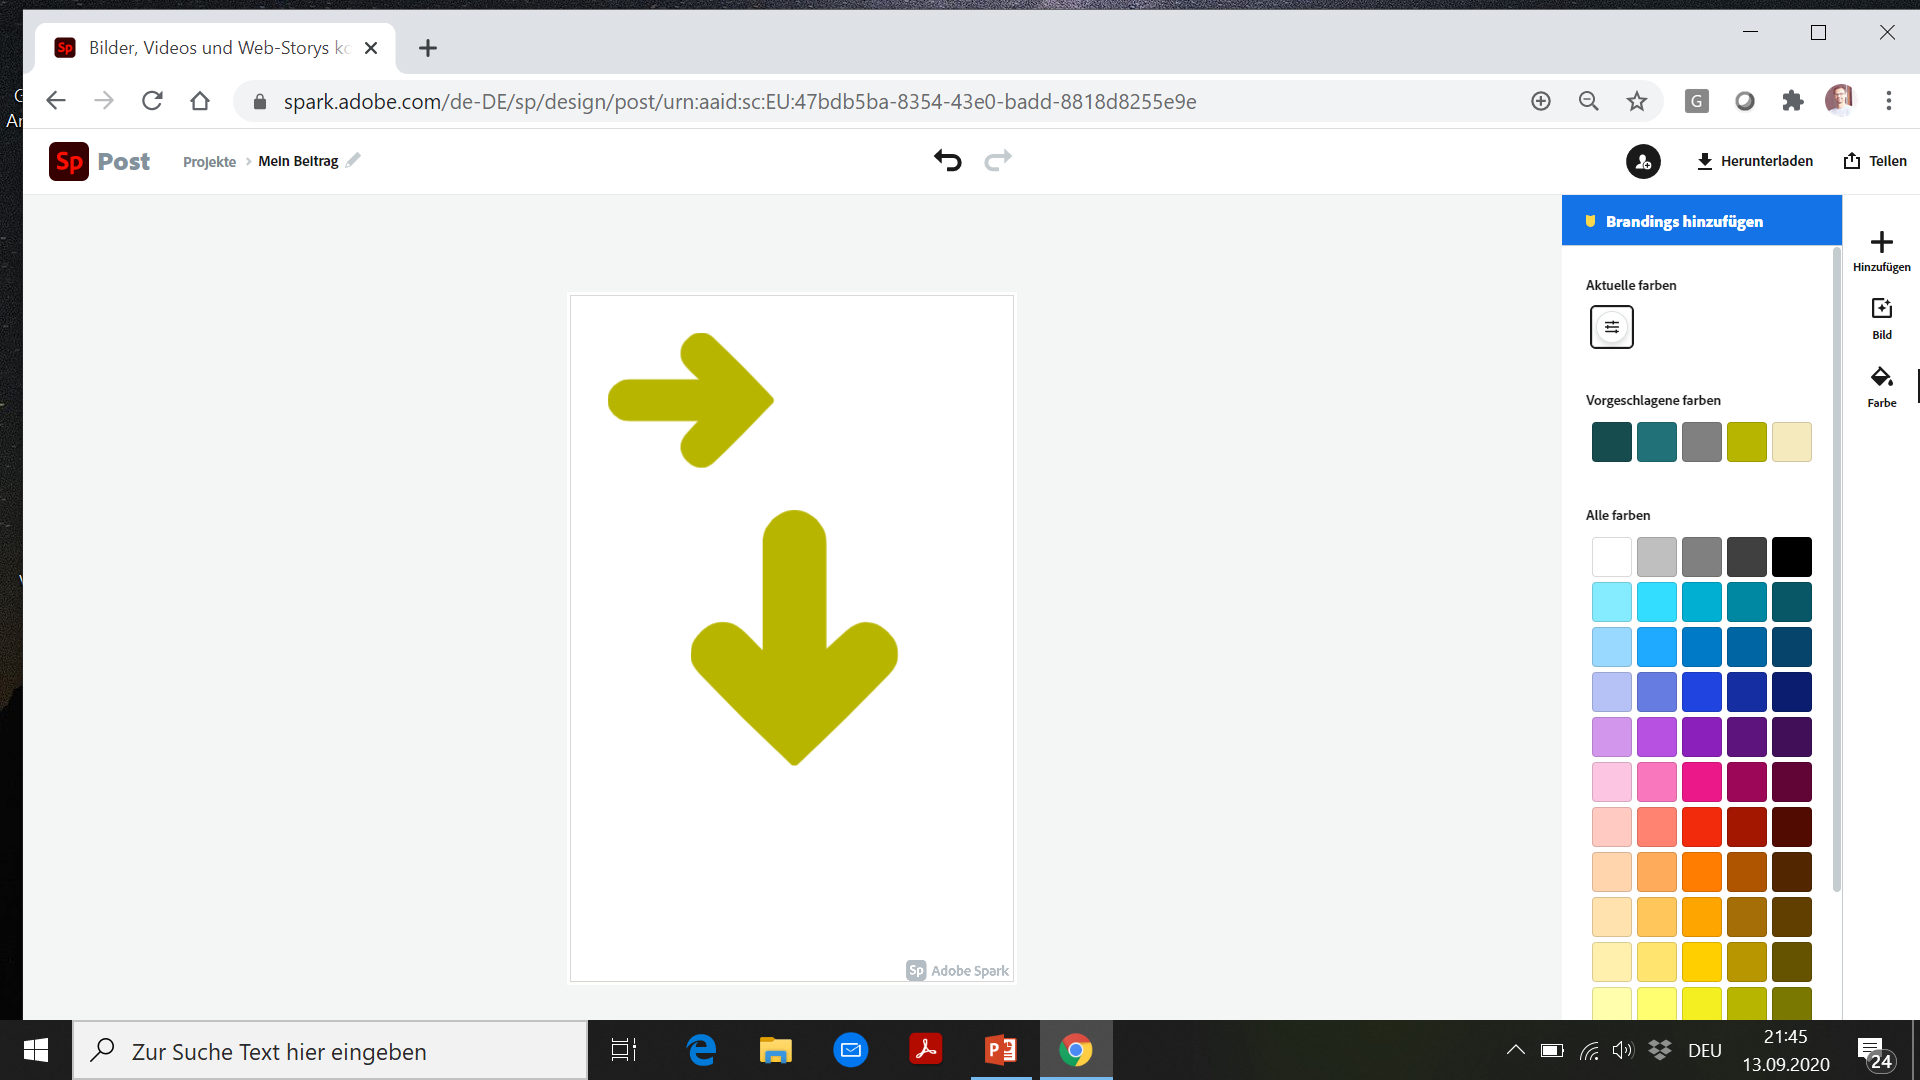 Sp Bilder, Videos und Web-Storys
spark.adobe.com/de-DE/sp/design/post/urn:aaid:sc:EU:47bdb5ba-8354-43e0-badd-8818d8255e9e
G
Sp Post
Projekte > Mein Beitrag
Herunterladen
Teilen
Brandings hinzufügen
Hinzufügen
Aktuelle farben
Bild
Vorgeschlagene farben
Farbe
Alle farben
Sp Adobe Spark
Zur Suche Text hier eingeben
DEU
21:45
13.09.2020
24